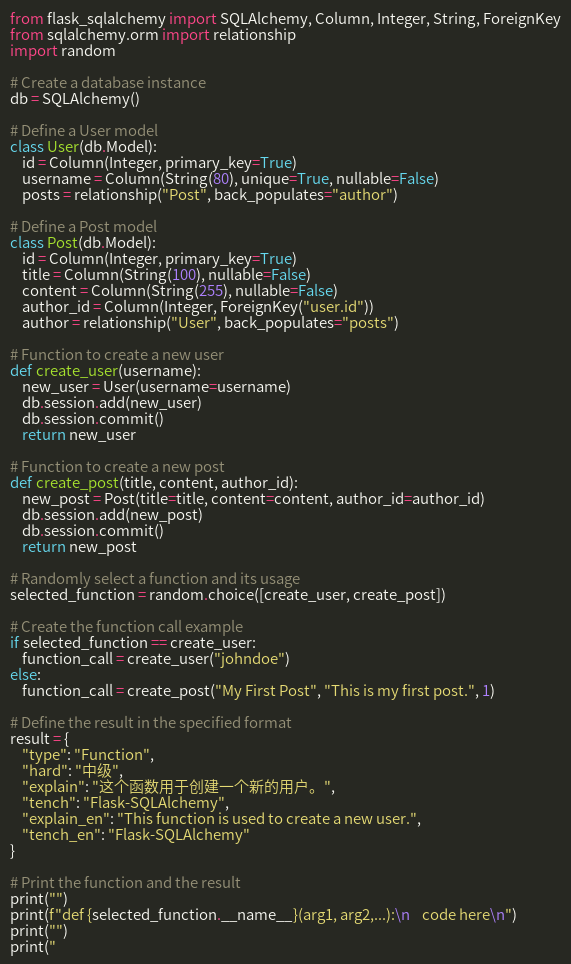 from flask_sqlalchemy import SQLAlchemy, Column, Integer, String, ForeignKey
from sqlalchemy.orm import relationship
import random

# Create a database instance
db = SQLAlchemy()

# Define a User model
class User(db.Model):
    id = Column(Integer, primary_key=True)
    username = Column(String(80), unique=True, nullable=False)
    posts = relationship("Post", back_populates="author")

# Define a Post model
class Post(db.Model):
    id = Column(Integer, primary_key=True)
    title = Column(String(100), nullable=False)
    content = Column(String(255), nullable=False)
    author_id = Column(Integer, ForeignKey("user.id"))
    author = relationship("User", back_populates="posts")

# Function to create a new user
def create_user(username):
    new_user = User(username=username)
    db.session.add(new_user)
    db.session.commit()
    return new_user

# Function to create a new post
def create_post(title, content, author_id):
    new_post = Post(title=title, content=content, author_id=author_id)
    db.session.add(new_post)
    db.session.commit()
    return new_post

# Randomly select a function and its usage
selected_function = random.choice([create_user, create_post])

# Create the function call example
if selected_function == create_user:
    function_call = create_user("johndoe")
else:
    function_call = create_post("My First Post", "This is my first post.", 1)

# Define the result in the specified format
result = {
    "type": "Function",
    "hard": "中级",
    "explain": "这个函数用于创建一个新的用户。",
    "tench": "Flask-SQLAlchemy",
    "explain_en": "This function is used to create a new user.",
    "tench_en": "Flask-SQLAlchemy"
}

# Print the function and the result
print("")
print(f"def {selected_function.__name__}(arg1, arg2,...):\n    code here\n")
print("")
print("